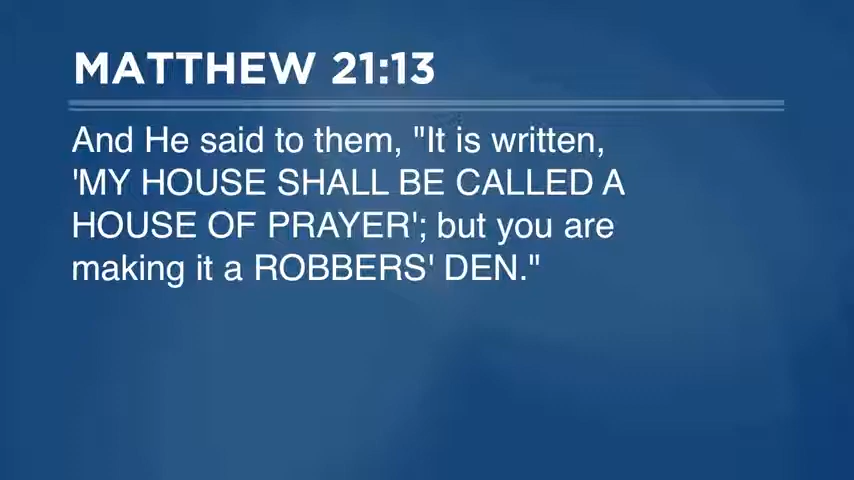 MATTHEW 21:13
And He said to them, "It is written,
'MY HOUSE SHALL BE CALLED A
HOUSE OF PRAYER'; but you are
making it a ROBBERS' DEN."